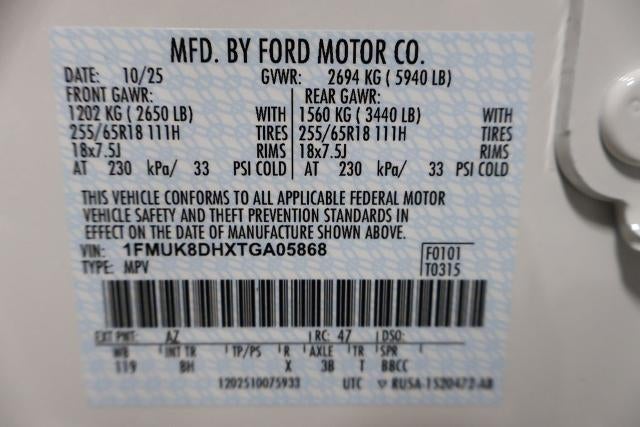 MFD. BY FORD MOTOR CO.
DATE: 10/25 GVWR: 2694 KG ( 5940 LB)
FRONT GAWR: REAR GAWR:
1202 KG ( 2650 LB) WITH 1560 KG ( 3440 LB) WITH
255/65R18 111H TIRES 255/65R18 111H TIRES
18x7.5J RIMS 18x7.5J RIMS
AT 230 kPa/ 33 PSI COLD AT 230 kPa/ 33 PSI COLD
THIS VEHICLE CONFORMS TO ALL APPLICABLE FEDERAL MOTOR
VEHICLE SAFETY AND THEFT PREVENTION STANDARDS IN
EFFECT ON THE DATE OF MANUFACTURE SHOWN ABOVE.
VIN: 1FMUK8DHXTGA05868 F0101
TYPE: MPV T0315
EXT PNT: AZ RC: 47 DSO:
WB INT TR TP/PS R AXLE TR SPR
119 BH X 3B T BBCC
1202510075933 UTC